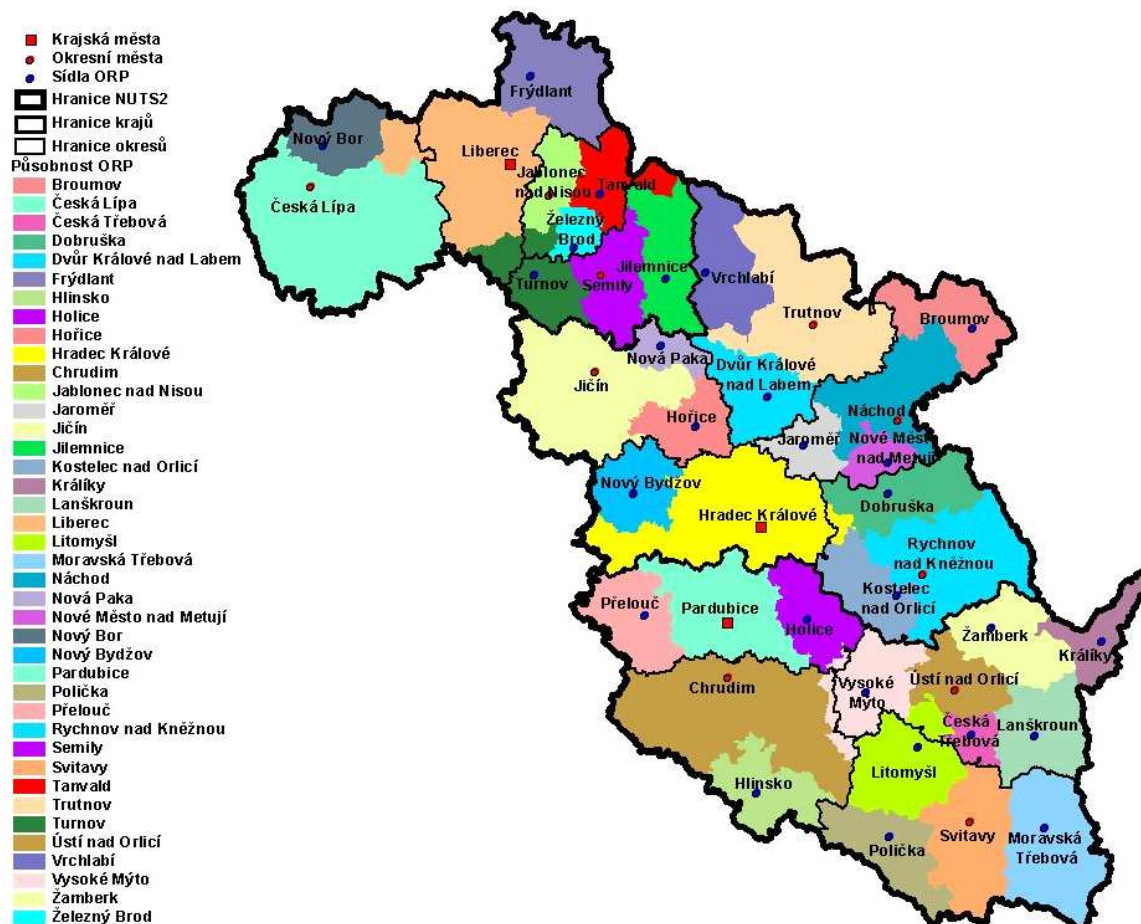 Krajská města
Okresní města
Sídla ORP
Hranice NUTS2
Hranice krajů
Hranice okresů
Působnost ORP
Broumov
Česká Lípa
Česká Třebová
Dobruška
Dvůr Králové nad Labem
Frýdlant
Hlinsko
Holice
Hořice
Hradec Králové
Chrudim
Jablonec nad Nisou
Jaroměř
Jičín
Jilemnice
Kostelec nad Orlicí
Králíky
Lanškroun
Liberec
Litomyšl
Moravská Třebová
Náchod
Nová Paka
Nové Město nad Metují
Nový Bor
Nový Bydžov
Pardubice
Polička
Přelouč
Rychnov nad Kněžnou
Semily
Svitavy
Tanvald
Trutnov
Turnov
Ústí nad Orlicí
Vrchlabí
Vysoké Mýto
Žamberk
Železný Brod
Frýdlant
Nový Bor
Liberec
Jablonec
nad Nisou
Tanvald
Česká Lípa
Železný
Brod
Turnov
Semily
Jilemnice
Vrchlabí
Trutnov
Broumov
Nová Paka
Jičín
Dvůr Králové
nad Labem
Hořice
Náchod
Jaroměř
Nové Měst
nad Metují
Nový Bydžov
Hradec Králové
Dobruška
Rychnov
nad Kněžnou
Kostelec
nad Orlicí
Přelouč
Pardubice
Holice
Žamberk
Králíky
Chrudim
Vysoké
Mýto
Ústí nad Orlicí
Česká
Třebová
Lanškroun
Litomyšl
Hlinsko
Polička
Svitavy
Moravská
Třebová